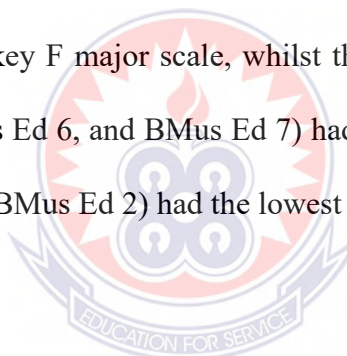 key F major scale, whilst th
s Ed 6, and BMus Ed 7) had
BMus Ed 2) had the lowest
EDUCATION FOR SERVICE